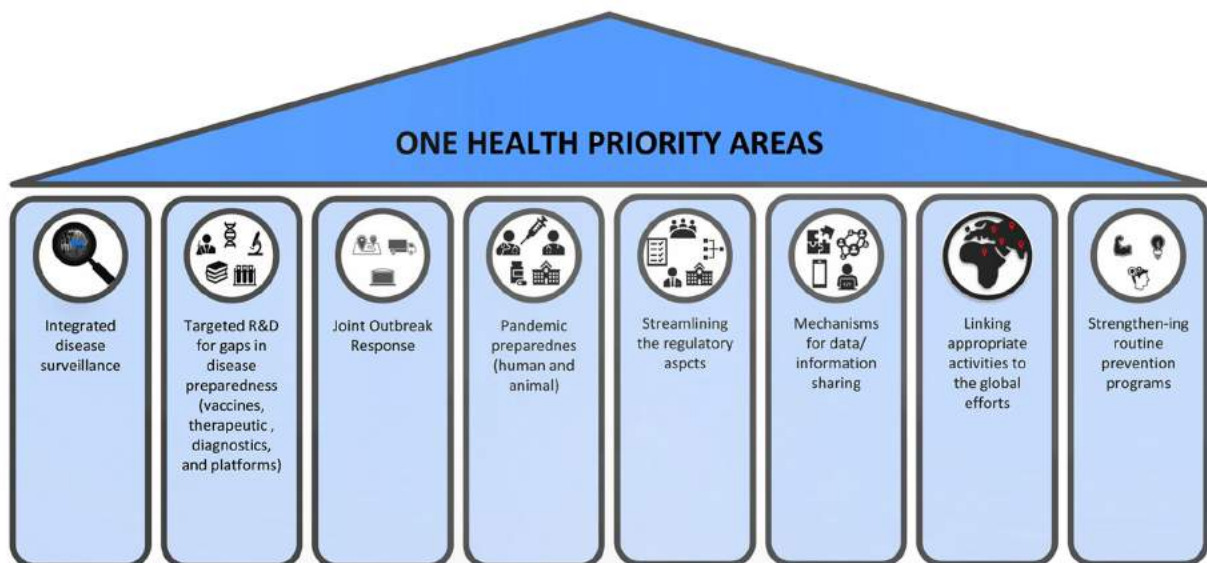 ONE HEALTH PRIORITY AREAS
Integrated
disease
surveillance
Targeted R&D
for gaps in
disease
preparedness
(vaccines,
therapeutic ,
diagnostics,
and platforms)
Joint Outbreak
Response
Pandemic
preparednes
(human and
animal)
Streamlining
the regulatory
aspcts
Mechanisms
for data/
information
sharing
Linking
appropriate
activities to
the global
efforts
Strengthen-ing
routine
prevention
programs